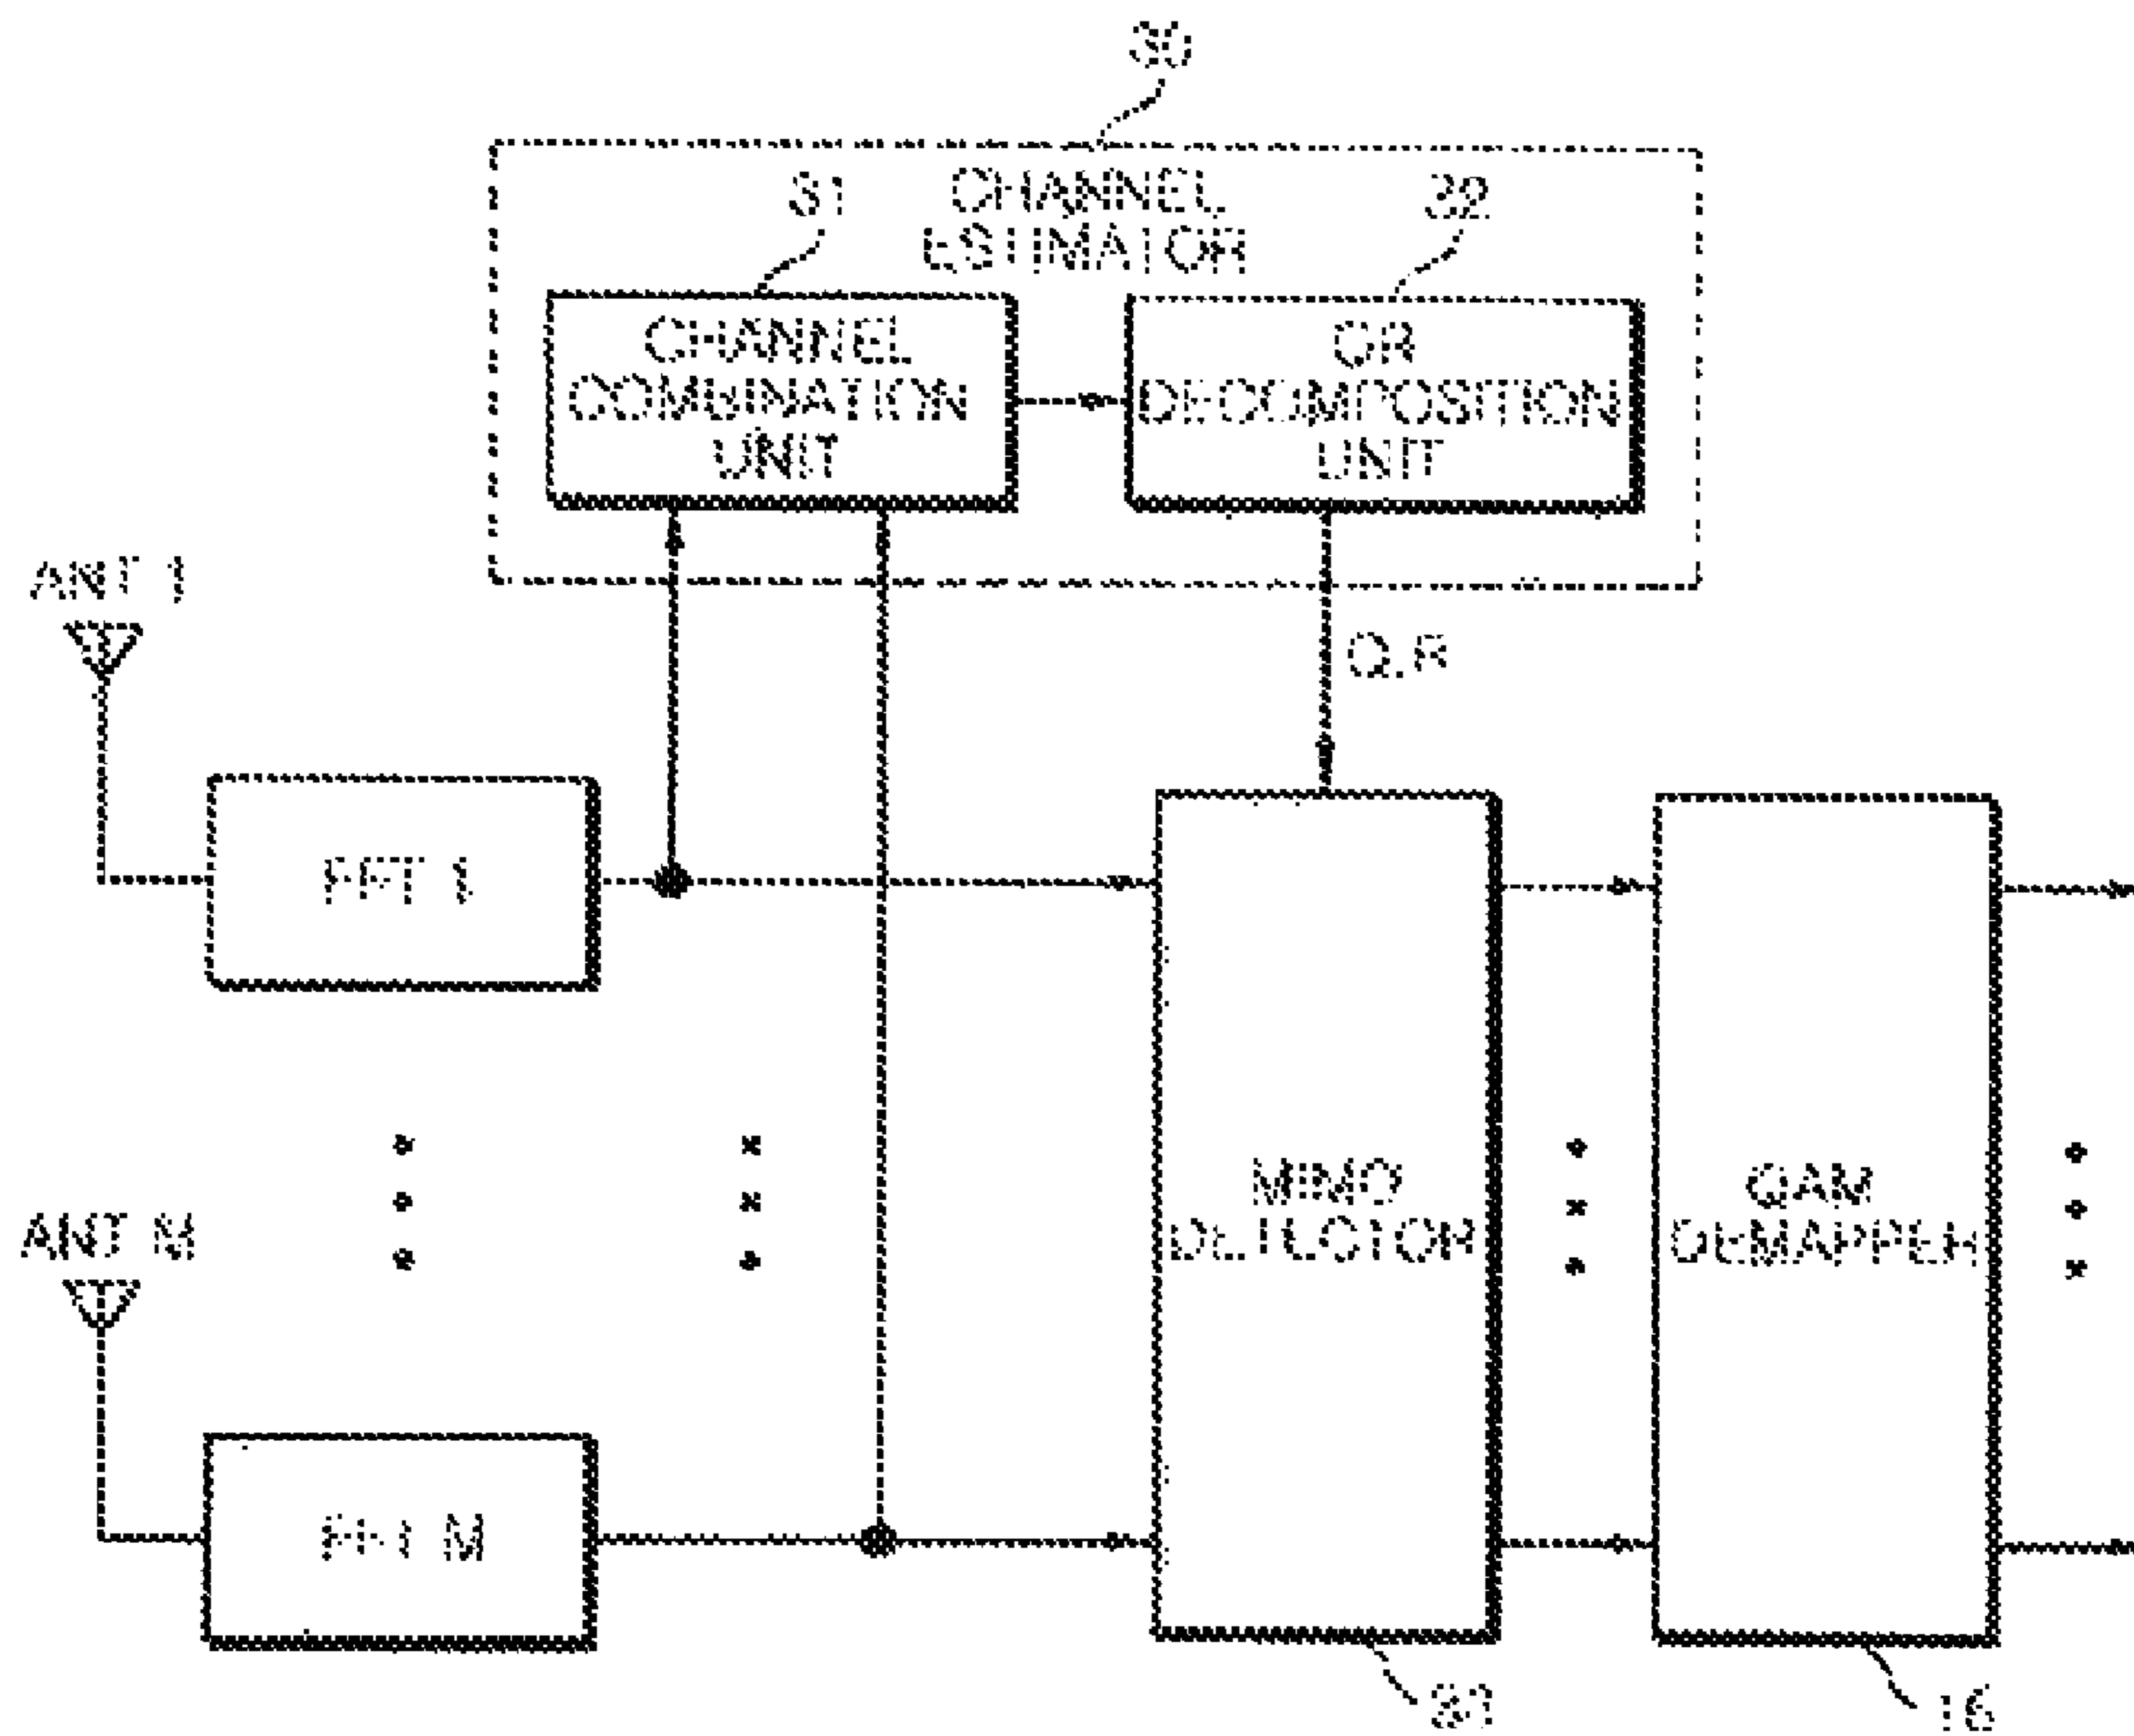 30
CHANNEL
ESTIMATOR
31
32
CHANNEL
COMBINATION
UNIT
QR
DECOMPOSITION
UNIT
ANT 1
Q,R
FFT 1
MIMO
DETECTOR
QAM
DEMAPPER
ANT M
FFT M
16